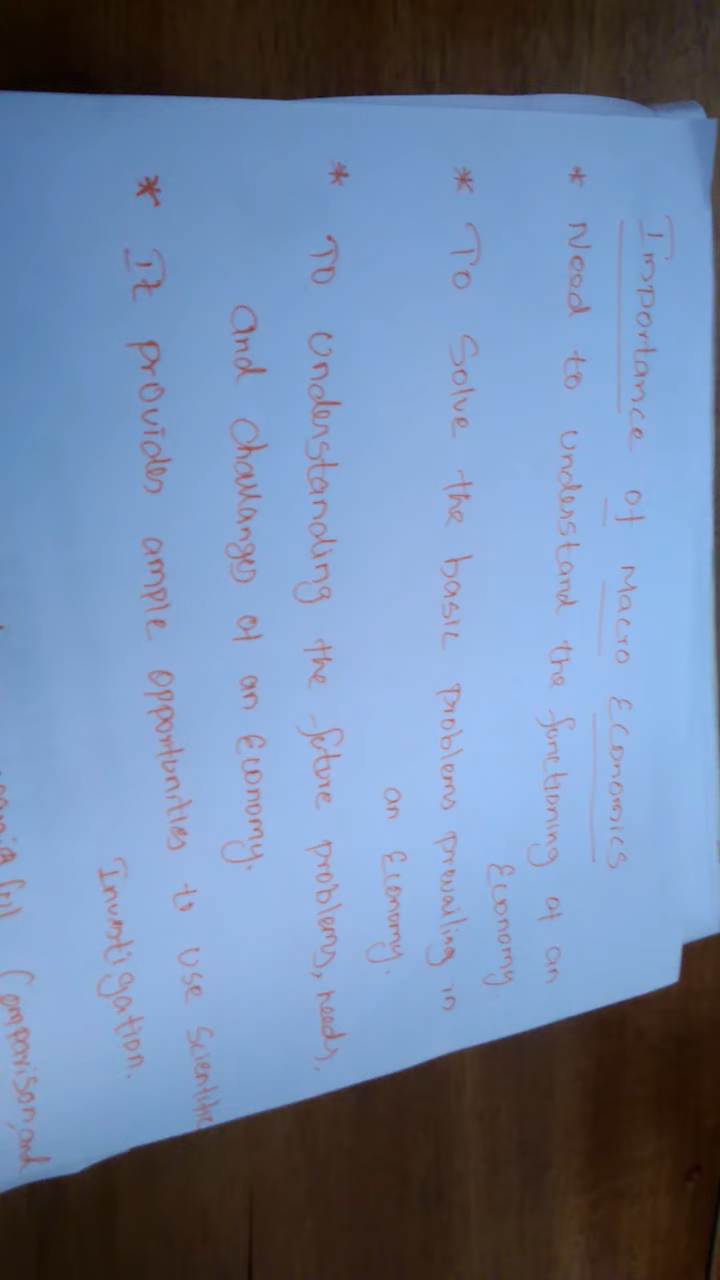 Importance of Macro Economics
* Need to understand the functioning of an
Economy.
* To Solve the basic problems prevailing in
an Economy.
* To understanding the future problems, needs,
and challanges of an Economy.
* It provides ample opportunities to use Scientific
Investigation.
Comparison, and